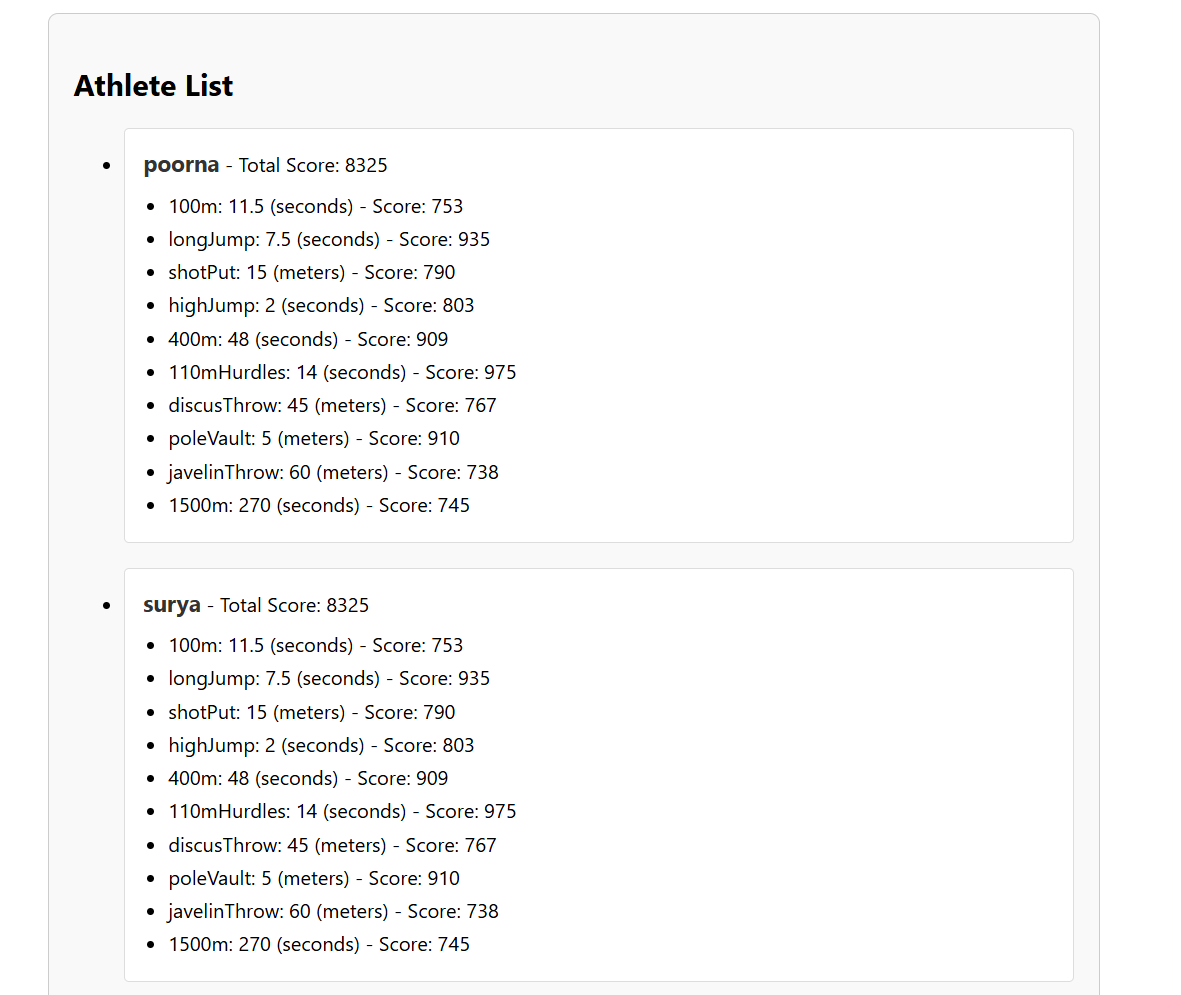 Athlete List
poorna - Total Score: 8325
100m: 11.5 (seconds) - Score: 753
longJump: 7.5 (seconds) - Score: 935
shotPut: 15 (meters) - Score: 790
highJump: 2 (seconds) - Score: 803
400m: 48 (seconds) - Score: 909
110mHurdles: 14 (seconds) - Score: 975
discusThrow: 45 (meters) - Score: 767
poleVault: 5 (meters) - Score: 910
javelinThrow: 60 (meters) - Score: 738
1500m: 270 (seconds) - Score: 745
surya - Total Score: 8325
100m: 11.5 (seconds) - Score: 753
longJump: 7.5 (seconds) - Score: 935
shotPut: 15 (meters) - Score: 790
highJump: 2 (seconds) - Score: 803
400m: 48 (seconds) - Score: 909
110mHurdles: 14 (seconds) - Score: 975
discusThrow: 45 (meters) - Score: 767
poleVault: 5 (meters) - Score: 910
javelinThrow: 60 (meters) - Score: 738
1500m: 270 (seconds) - Score: 745